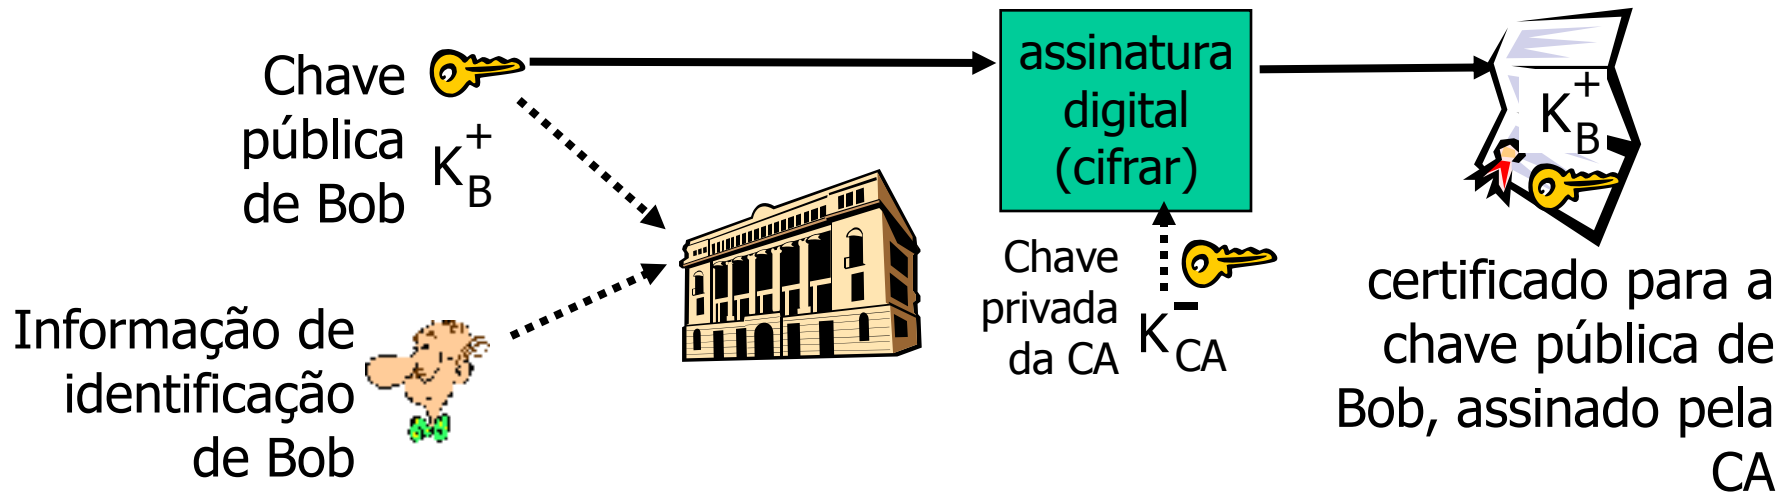 Chave
pública
de Bob
K+B
Informação de
identificação
de Bob
assinatura
digital
(cifrar)
Chave
privada
da CA
K-CA
K+B
certificado para a
chave pública de
Bob, assinado pela
CA